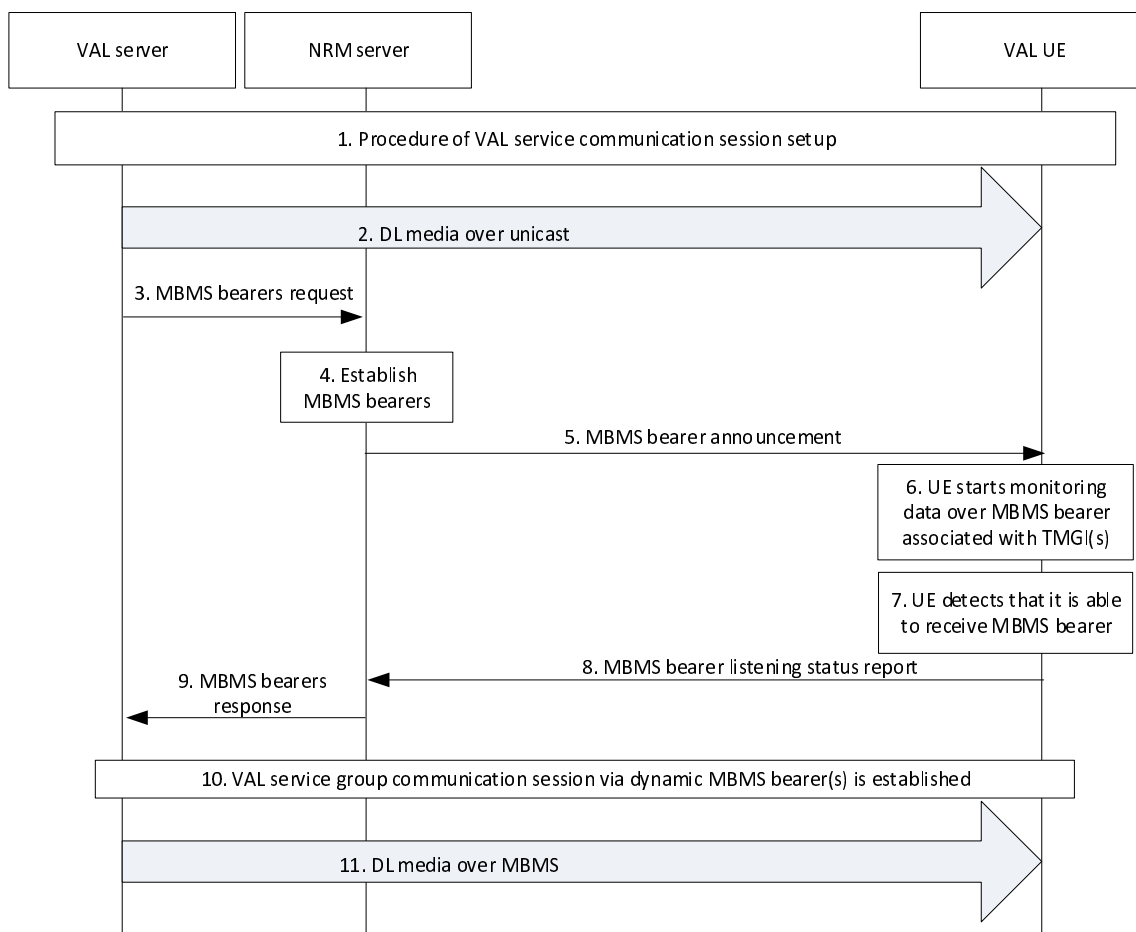 VAL server
NRM server
VAL UE
1. Procedure of VAL service communication session setup
2. DL media over unicast
3. MBMS bearers request
4. Establish
MBMS bearers
5. MBMS bearer announcement
6. UE starts monitoring
data over MBMS bearer
associated with TMGI(s)
7. UE detects that it is able
to receive MBMS bearer
8. MBMS bearer listening status report
9. MBMS bearers
response
10. VAL service group communication session via dynamic MBMS bearer(s) is established
11. DL media over MBMS